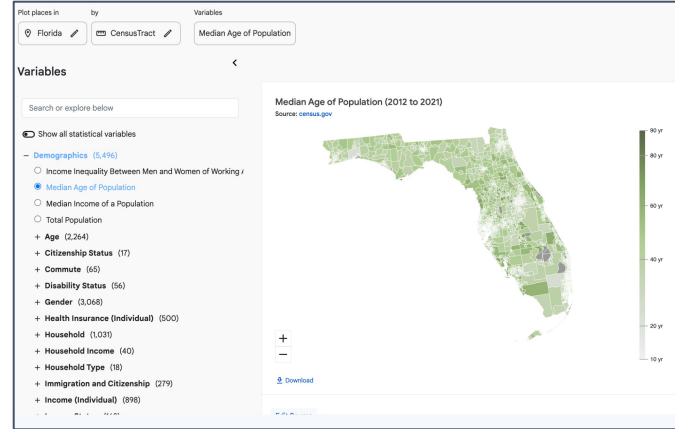 Plot places in by Variables
Florida CensusTract Median Age of Population
Variables
Search or explore below
Show all statistical variables
− Demographics (5,496)
Income Inequality Between Men and Women of Working
Median Age of Population
Median Income of a Population
Total Population
+ Age (2,264)
+ Citizenship Status (17)
+ Commute (65)
+ Disability Status (56)
+ Gender (3,068)
+ Health Insurance (Individual) (500)
+ Household (1,031)
+ Household Income (40)
+ Household Type (18)
+ Immigration and Citizenship (279)
+ Income (Individual) (898)
Median Age of Population (2012 to 2021)
Source: census.gov
90 yr
80 yr
60 yr
40 yr
20 yr
10 yr
+
−
Download